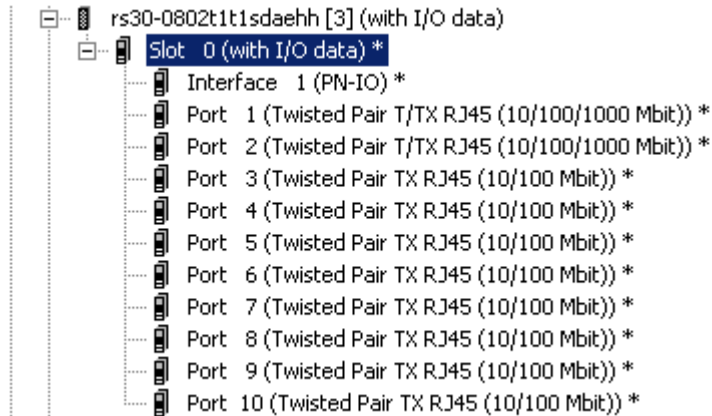 rs30-0802t1t1sdaehh [3] (with I/O data)
Slot 0 (with I/O data) *
Interface 1 (PN-IO) *
Port 1 (Twisted Pair T/TX RJ45 (10/100/1000 Mbit)) *
Port 2 (Twisted Pair T/TX RJ45 (10/100/1000 Mbit)) *
Port 3 (Twisted Pair TX RJ45 (10/100 Mbit)) *
Port 4 (Twisted Pair TX RJ45 (10/100 Mbit)) *
Port 5 (Twisted Pair TX RJ45 (10/100 Mbit)) *
Port 6 (Twisted Pair TX RJ45 (10/100 Mbit)) *
Port 7 (Twisted Pair TX RJ45 (10/100 Mbit)) *
Port 8 (Twisted Pair TX RJ45 (10/100 Mbit)) *
Port 9 (Twisted Pair TX RJ45 (10/100 Mbit)) *
Port 10 (Twisted Pair TX RJ45 (10/100 Mbit)) *